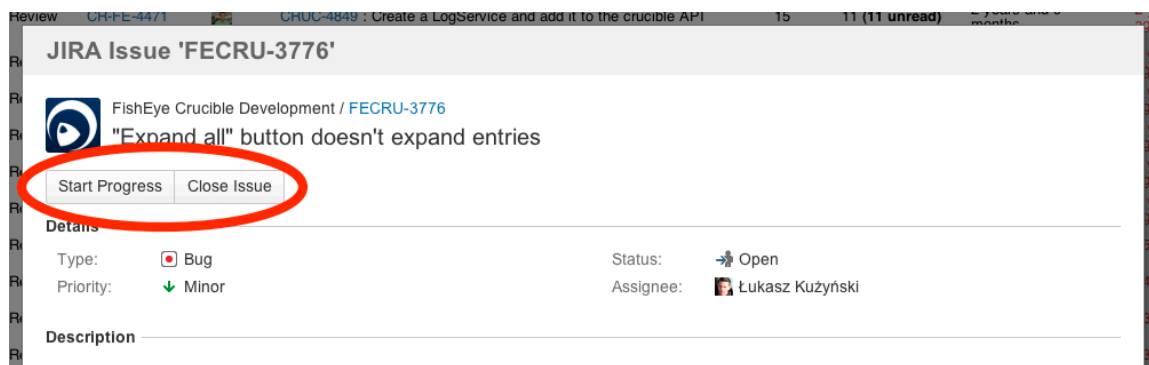 Review CR-FE-4471 CRUC-4849 : Create a LogService and add it to the crucible API 15 11 (11 unread)
months
JIRA Issue 'FECRU-3776'
FishEye Crucible Development / FECRU-3776
"Expand all" button doesn't expand entries
Start Progress Close Issue
Details
Type: Bug Status: Open
Priority: Minor Assignee: Łukasz Kużyński
Description